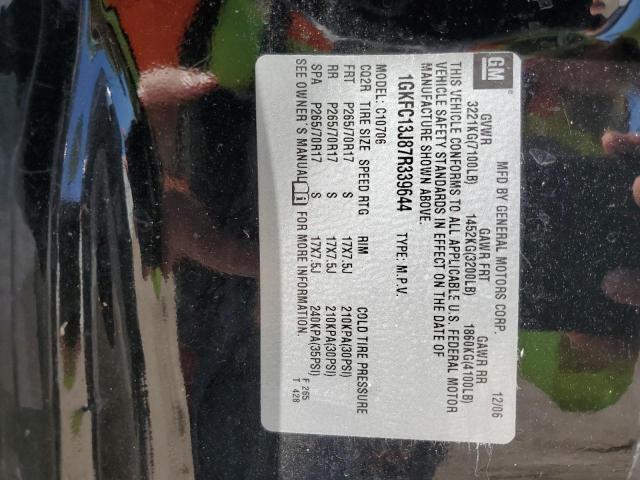 GM
MFD BY GENERAL MOTORS CORP. 12/06
GVWR GAWR FRT GAWR RR
3221KG(7100LB) 1452KG(3200LB) 1860KG(4100LB)
THIS VEHICLE CONFORMS TO ALL APPLICABLE U.S. FEDERAL MOTOR
VEHICLE SAFETY STANDARDS IN EFFECT ON THE DATE OF
MANUFACTURE SHOWN ABOVE.
1GKFC13J87R339644 TYPE: M.P.V.
MODEL: C10706
CQ2R TIRE SIZE SPEED RTG RIM COLD TIRE PRESSURE
FRT P265/70R17 S 17X7.5J 210KPA(30PSI)
RR P265/70R17 S 17X7.5J 210KPA(30PSI)
SPA P265/70R17 S 17X7.5J 240KPA(35PSI)
SEE OWNER'S MANUAL FOR MORE INFORMATION.
F 265
T 428